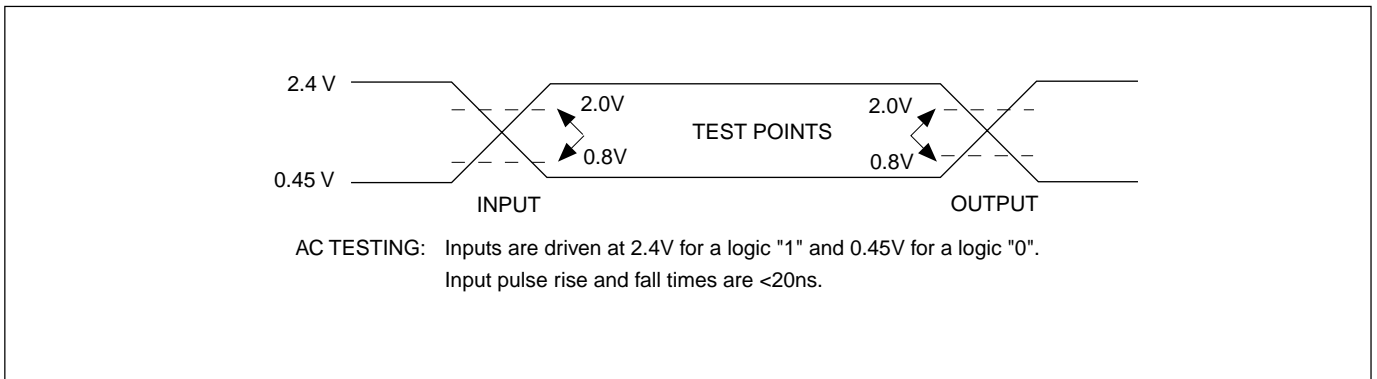 2.4 V
2.0V
2.0V
TEST POINTS
0.8V
0.8V
0.45 V
INPUT
OUTPUT
AC TESTING: Inputs are driven at 2.4V for a logic "1" and 0.45V for a logic "0".
Input pulse rise and fall times are <20ns.